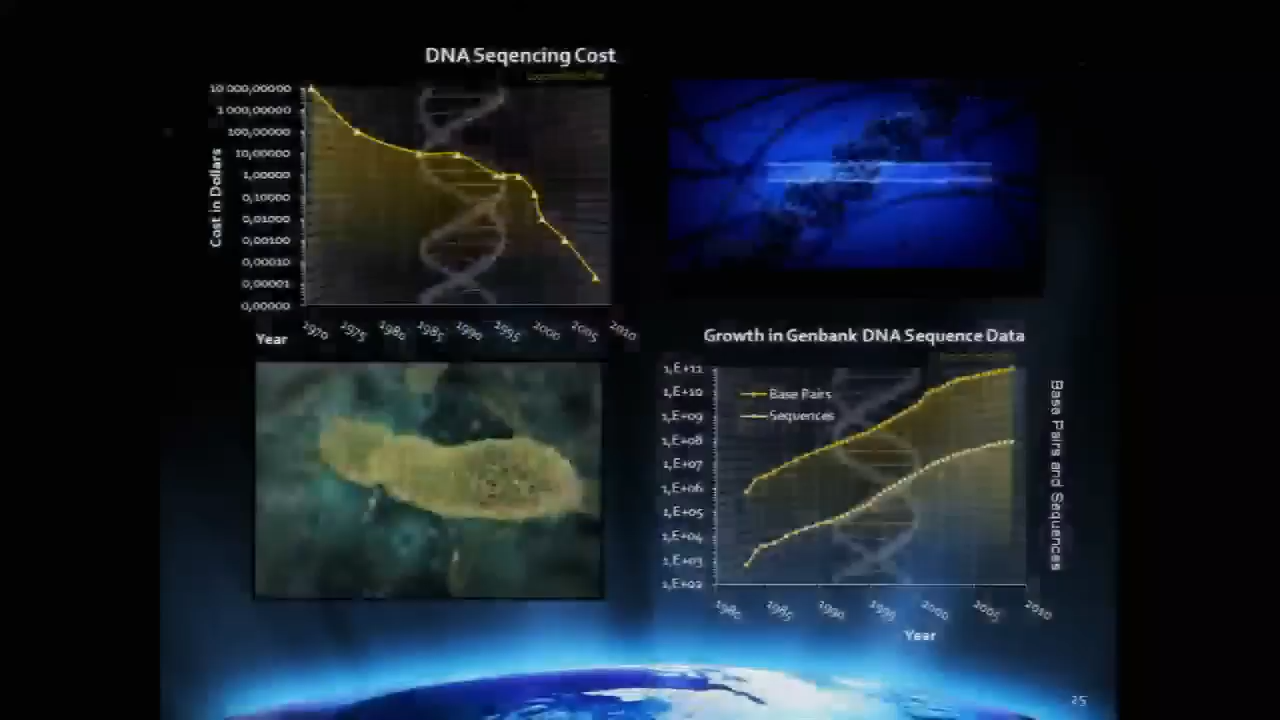 DNA Seqencing Cost
10 000,00000
1 000,00000
100,00000
10,00000
1,00000
0,10000
0,01000
0,00100
0,00010
0,00001
0,00000
Cost in Dollars
1970 1975 1980 1985 1990 1995 2000 2005 2010
Year
Growth in Genbank DNA Sequence Data
1,E+11
1,E+10
1,E+09
1,E+08
1,E+07
1,E+06
1,E+05
1,E+04
1,E+03
1,E+02
Base Pairs
Sequences
Base Pairs and Sequences
1980 1985 1990 1995 2000 2005 2010
Year
25